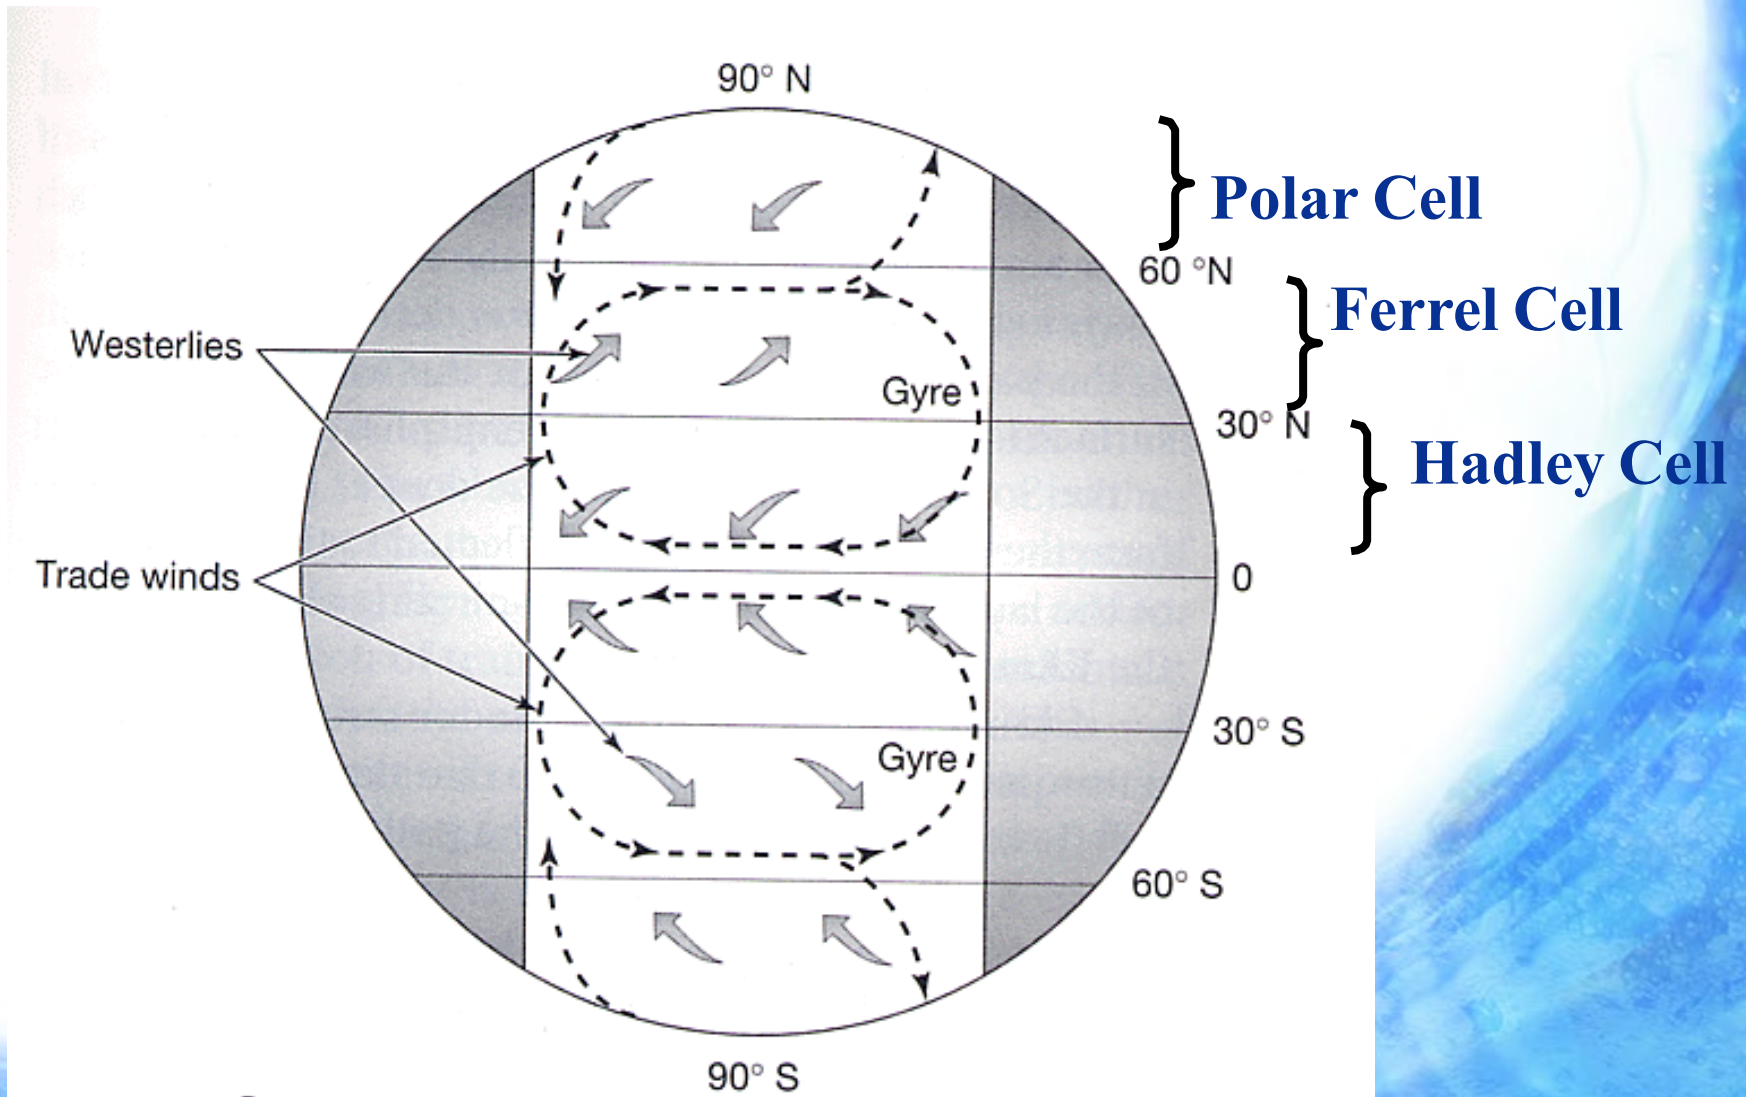 90° N
Polar Cell
60 °N
Ferrel Cell
Westerlies
Gyre
30° N
Hadley Cell
Trade winds
0
30° S
Gyre
60° S
90° S